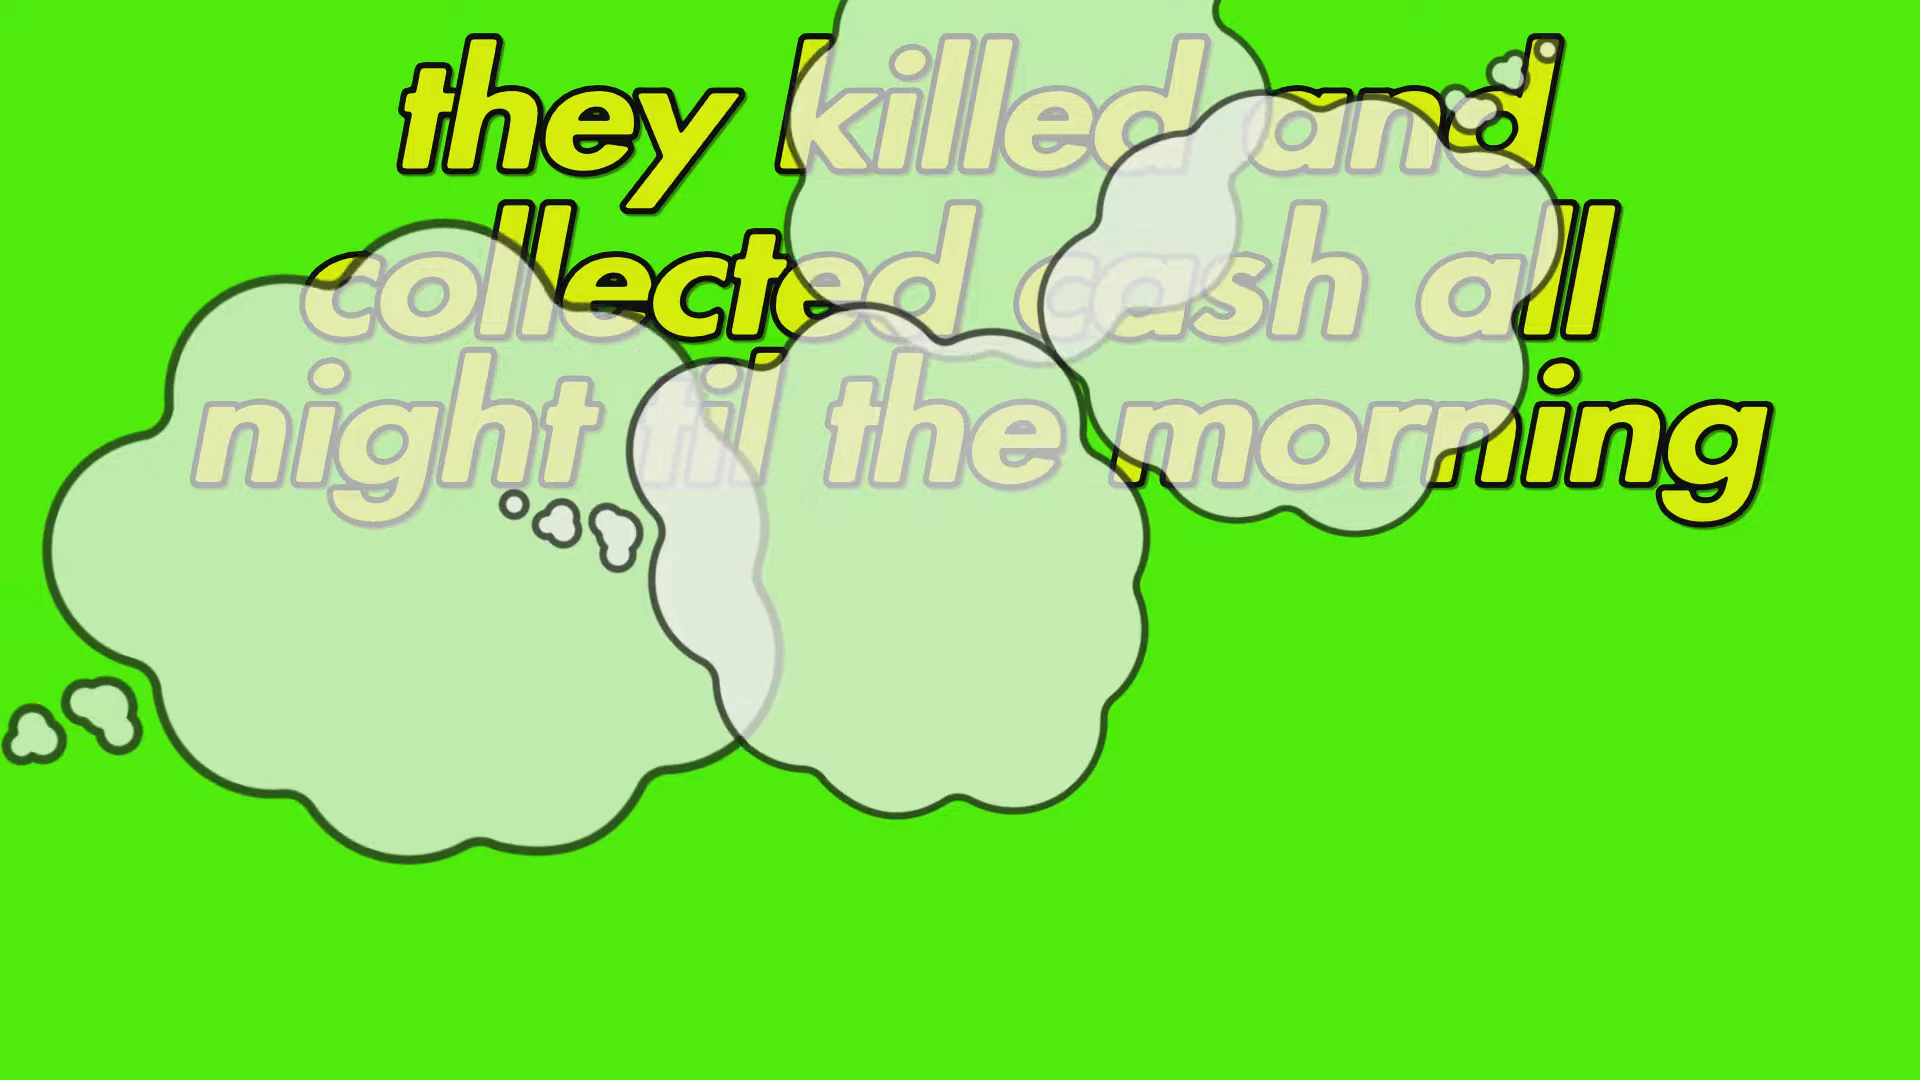 they killed and
collected cash all
night til the morning